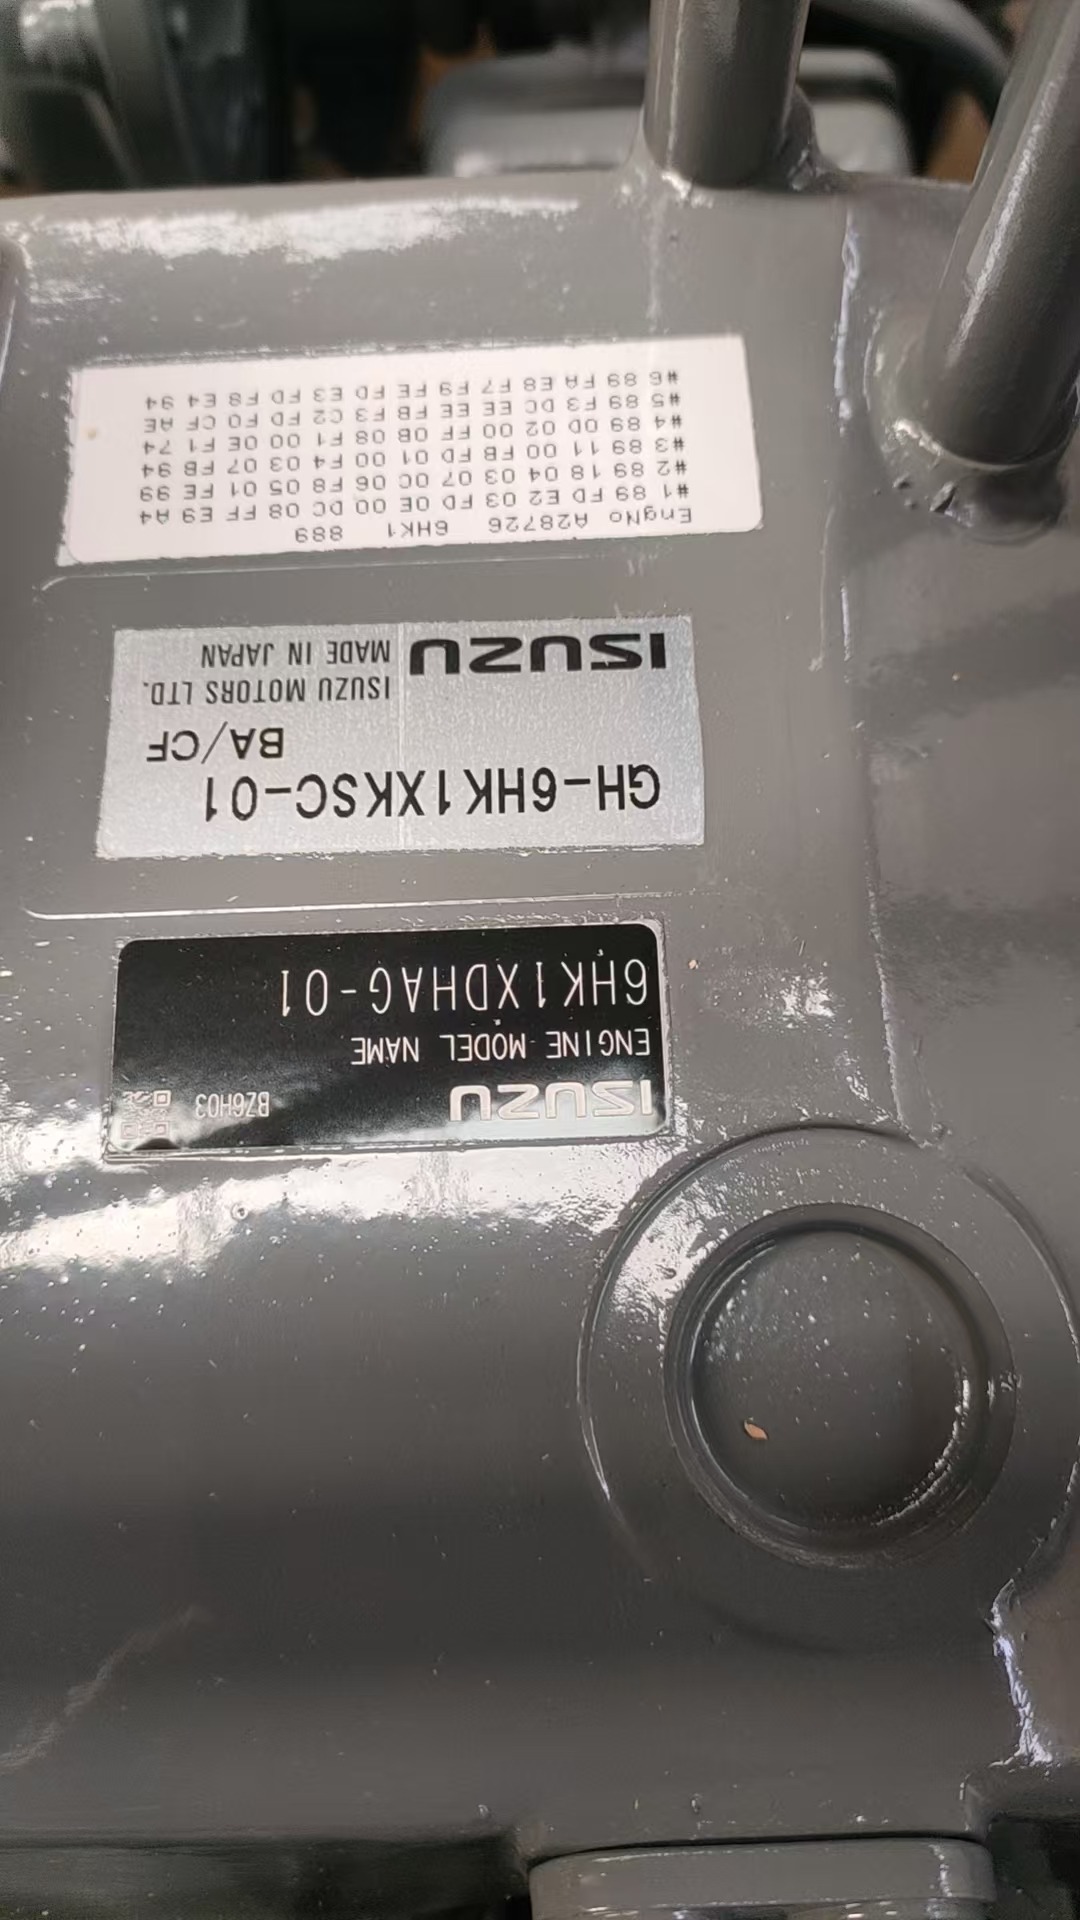 ISUZU BZ6H03
ENGINE MODEL NAME
6HK1XDHAG-01
GH-6HK1XKSC-01
BA/CF
ISUZU MOTORS LTD.
ISUZU MADE IN JAPAN
EngNo A28726 6HK1 889
#1 89 FD E2 03 FD 0E 00 DC 08 FF E9 A4
#2 89 18 04 03 07 0C 06 F8 05 01 FE 99
#3 89 11 00 FB FD 01 00 F4 03 07 FB 94
#4 89 0D 02 00 FF 0B 08 F1 00 0E F1 74
#5 89 F3 DC EE EE FB F3 C2 FD F0 CF AE
#6 89 FA E8 F7 F9 FE FD E3 FD F8 E4 94